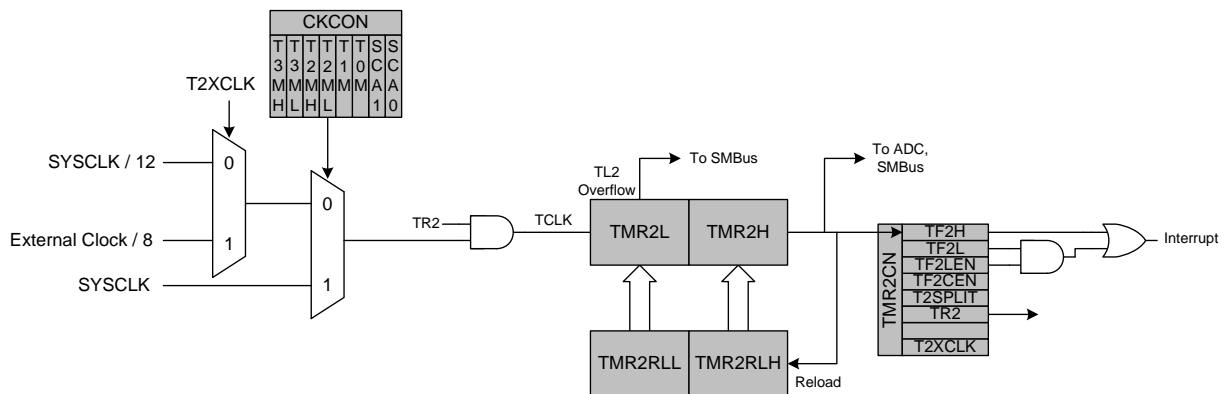 CKCON
T3MH
T3ML
T2MH
T2ML
T1M
T0M
SCA1
SCA0
T2XCLK
SYSCLK / 12
0
External Clock / 8
1
SYSCLK
0
1
TR2
TCLK
TL2
Overflow
To SMBus
To ADC,
SMBus
TMR2L
TMR2H
TMR2RLL
TMR2RLH
Reload
TMR2CN
TF2H
TF2L
TF2LEN
TF2CEN
T2SPLIT
TR2
T2XCLK
Interrupt